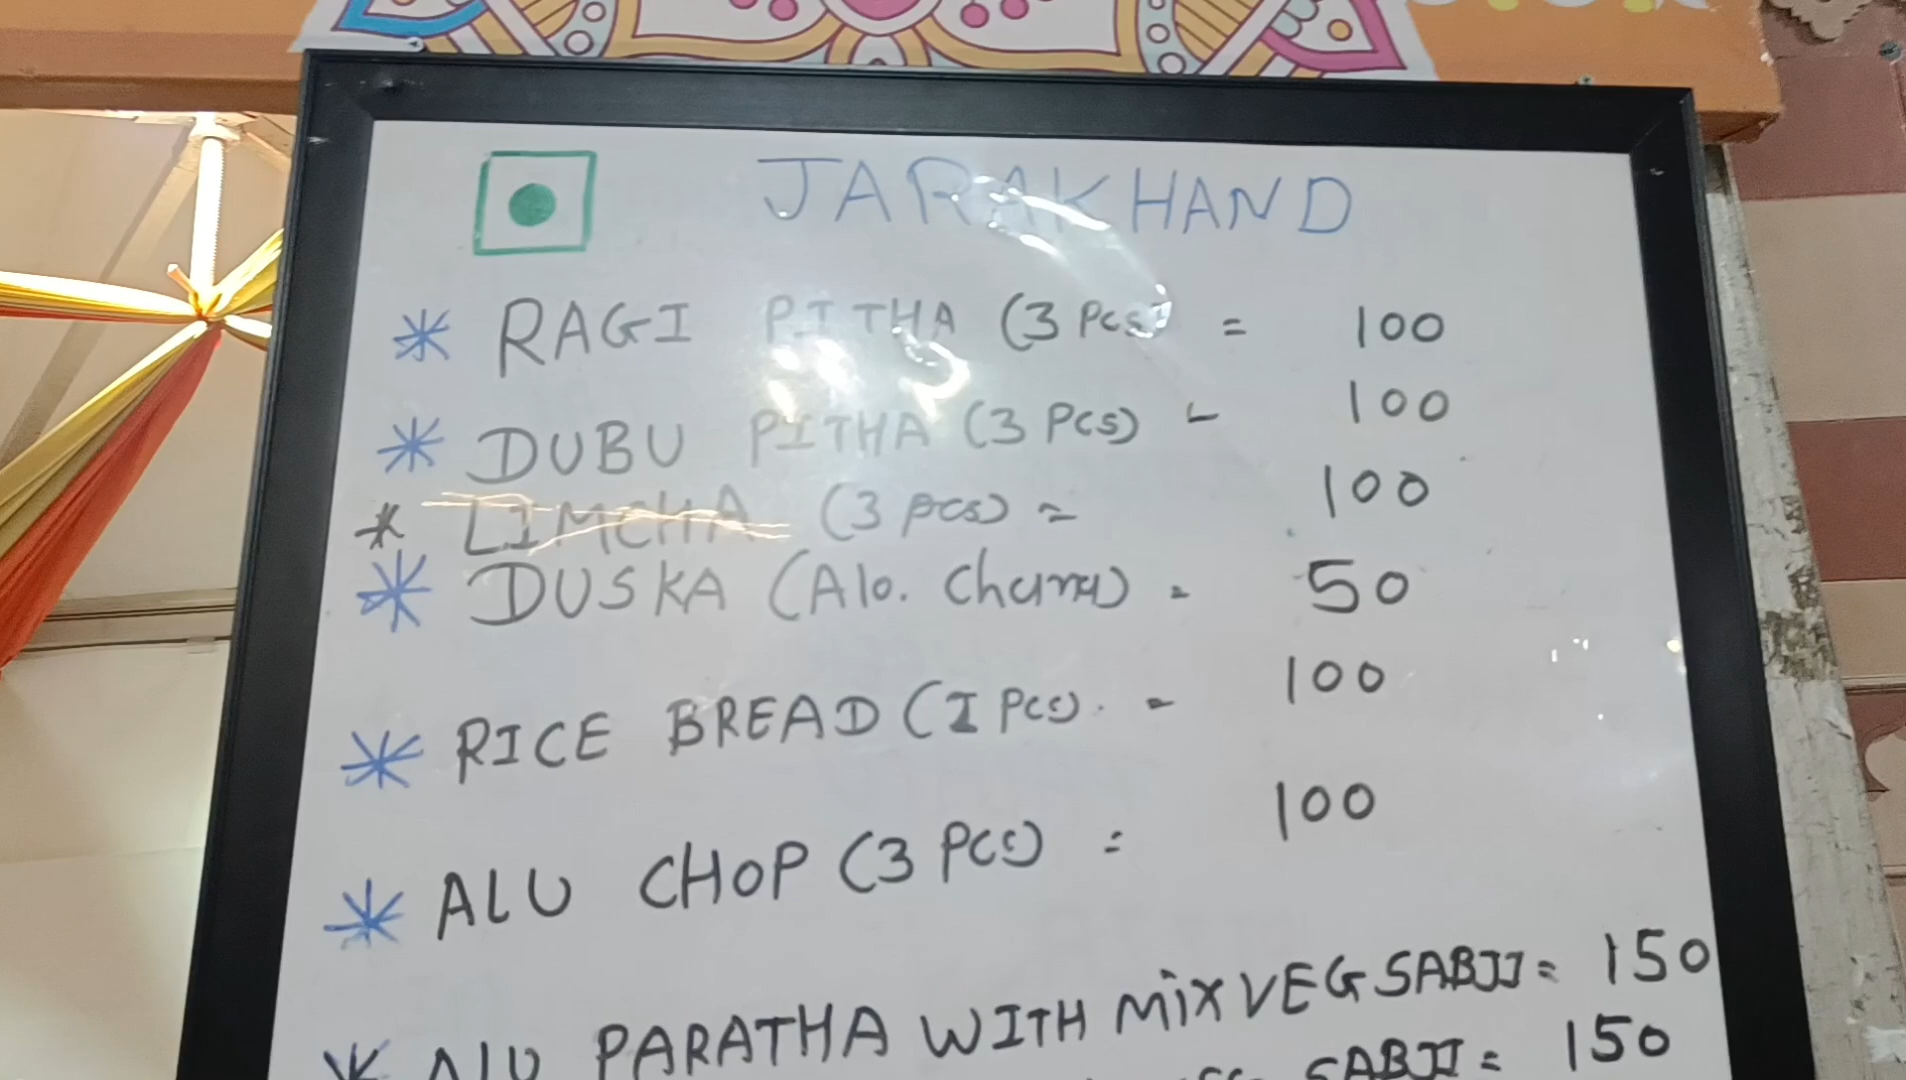 JARAKHAND
* RAGI PITHA (3 Pcs) = 100
* DUBU PITHA (3 Pcs) - 100
* LIMCHA (3 pcs) = 100
* DUSKA (Alo. Chana) = 50
* RICE BREAD (I Pcs). - 100
* ALU CHOP (3 Pcs) = 100
* ALU PARATHA WITH MIX VEG SABJI = 150
SABJI = 150